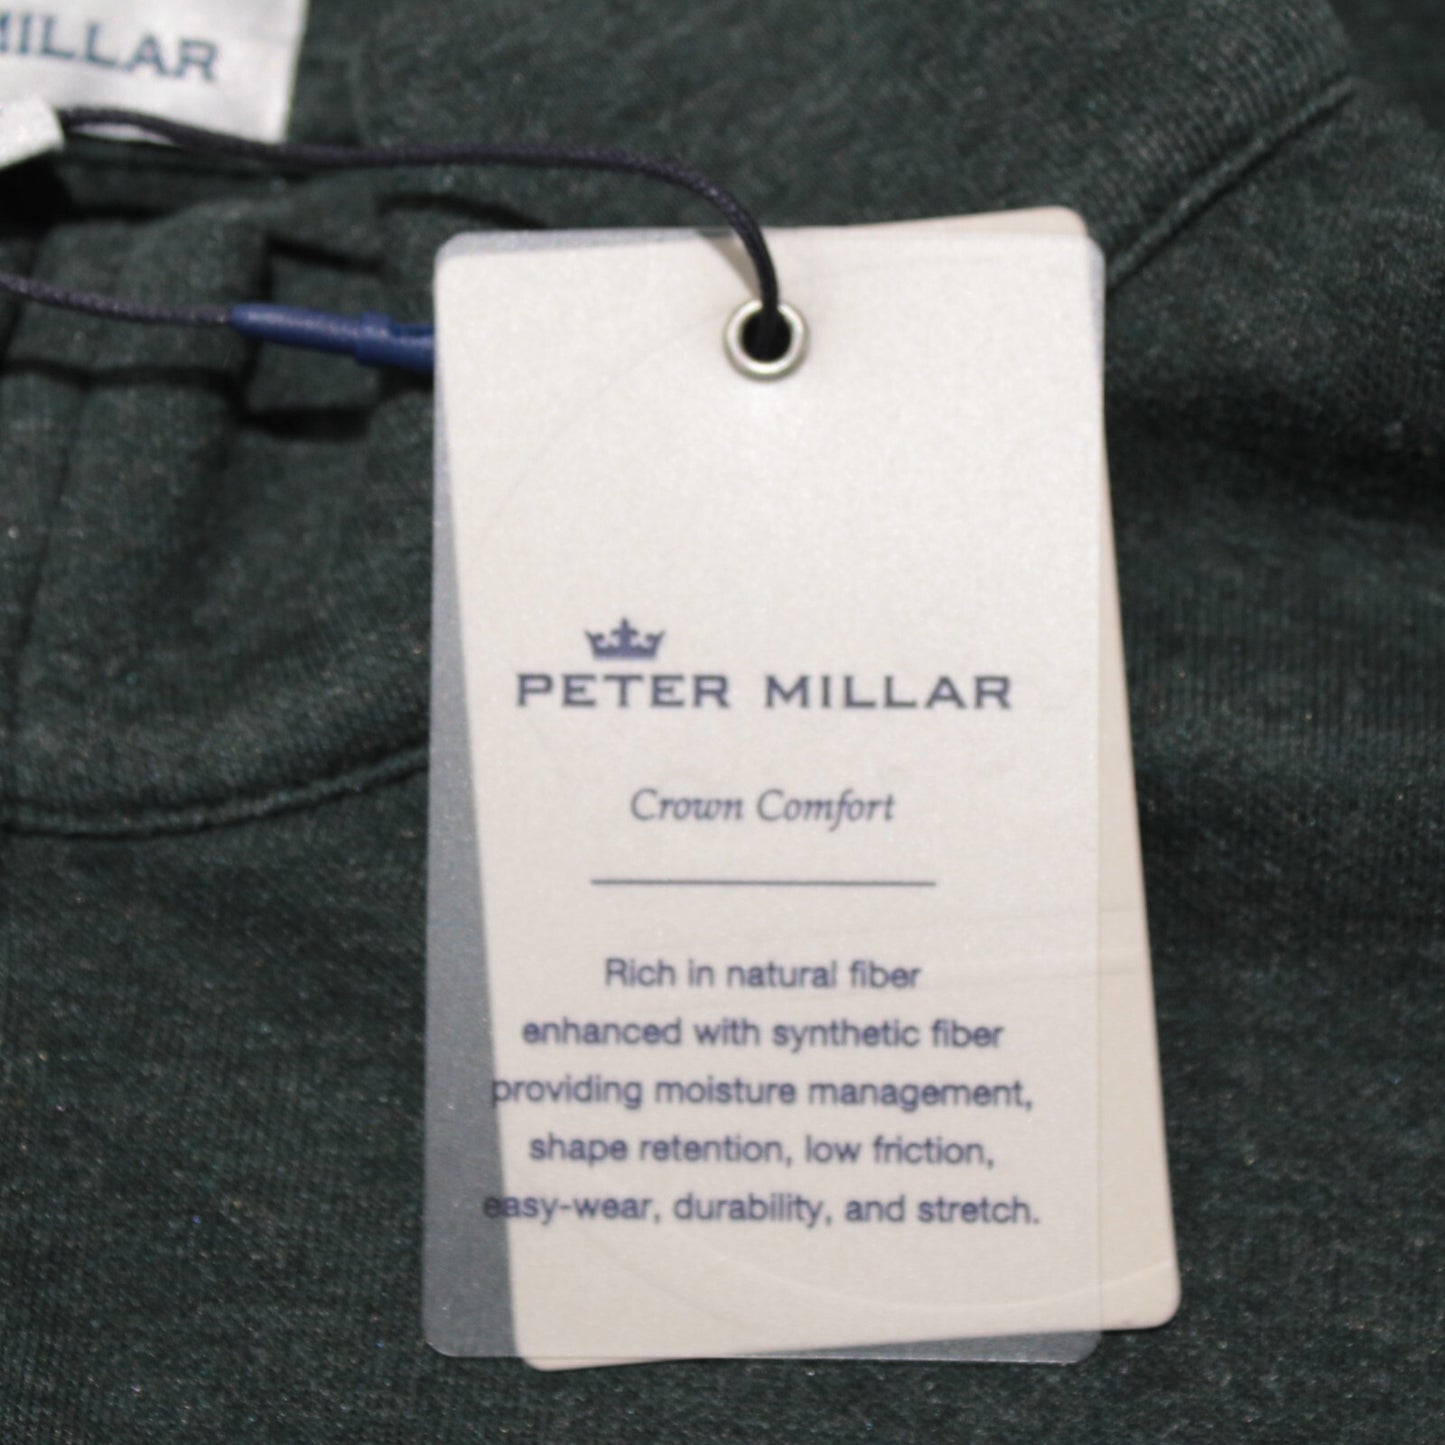 MILLAR
PETER MILLAR
Crown Comfort
Rich in natural fiber
enhanced with synthetic fiber
providing moisture management,
shape retention, low friction,
easy-wear, durability, and stretch.